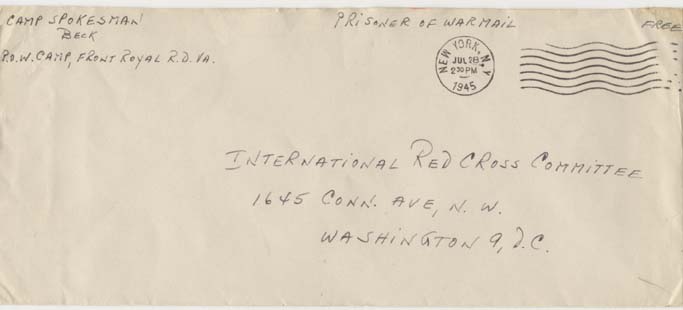 CAMP SPOKESMAN
BECK
P.O.W. CAMP, FRONT ROYAL R.D. VA.
PRISONER OF WARMAIL
FREE
NEW YORK, N.Y.
JUL 28
2 30 PM
1945
INTERNATIONAL RED CROSS COMMITTEE
1645 CONN. AVE, N.W.
WASHINGTON 9, D.C.